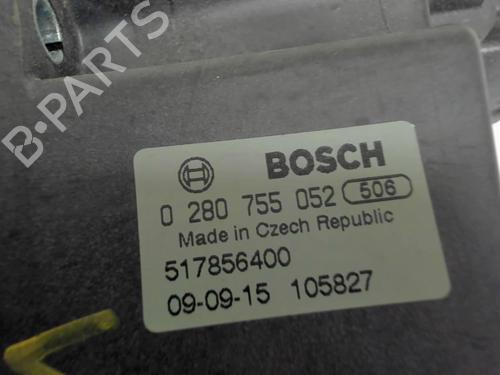 B-PARTS
BOSCH
0 280 755 052 506
Made in Czech Republic
517856400
09-09-15 105827